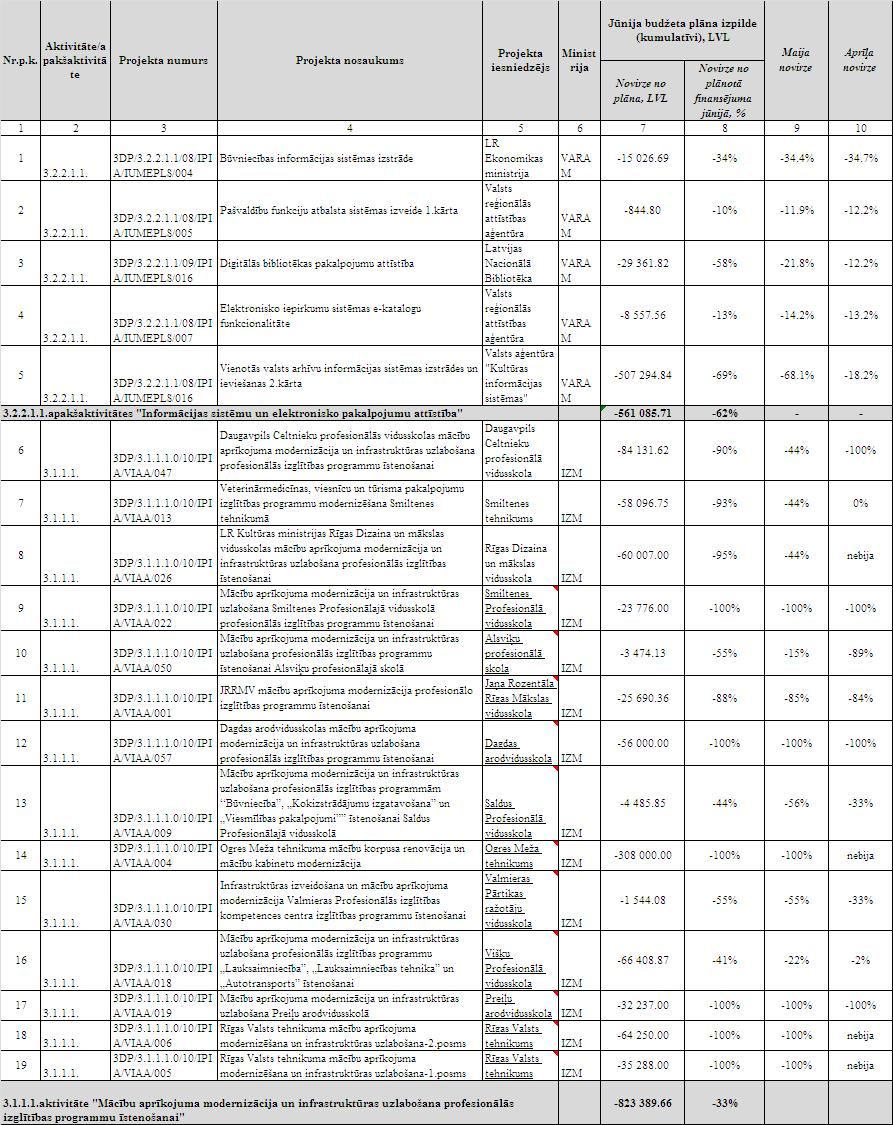 Nr.p.k. Aktivitāte/apakšaktivitāte Projekta numurs Projekta nosaukums Projekta iesniedzējs Ministrija Jūnija budžeta plāna izpilde (kumulatīvi), LVL Maija novirze Aprīļa novirze
Novirze no plāna, LVL Novirze no plānotā finansējuma jūnijā, %
1 2 3 4 5 6 7 8 9 10
1 3.2.2.1.1. 3DP/3.2.2.1.1/08/IPIA/IUMEPLS/004 Būvniecības informācijas sistēmas izstrāde LR Ekonomikas ministrija VARAM -15 026.69 -34% -34.4% -34.7%
2 3.2.2.1.1. 3DP/3.2.2.1.1/08/IPIA/IUMEPLS/005 Pašvaldību funkciju atbalsta sistēmas izveide 1.kārta Valsts reģionālās attīstības aģentūra VARAM -844.80 -10% -11.9% -12.2%
3 3.2.2.1.1. 3DP/3.2.2.1.1/09/IPIA/IUMEPLS/016 Digitālās bibliotēkas pakalpojumu attīstība Latvijas Nacionālā Bibliotēka VARAM -29 361.82 -58% -21.8% -12.2%
4 3.2.2.1.1. 3DP/3.2.2.1.1/08/IPIA/IUMEPLS/007 Elektronisko iepirkumu sistēmas e-katalogu funkcionalitāte Valsts reģionālās attīstības aģentūra VARAM -8 557.56 -13% -14.2% -13.2%
5 3.2.2.1.1. 3DP/3.2.2.1.1/08/IPIA/IUMEPLS/016 Vienotās valsts arhīvu informācijas sistēmas izstrādes un ieviešanas 2.kārta Valsts aģentūra "Kultūras informācijas sistēmas" VARAM -507 294.84 -69% -68.1% -18.2%
3.2.2.1.1.apakšaktivitātes "Informācijas sistēmu un elektronisko pakalpojumu attīstība" -561 085.71 -62% - -
6 3.1.1.1. 3DP/3.1.1.1.0/10/IPIA/VIAA/047 Daugavpils Celtnieku profesionālās vidusskolas mācību aprīkojuma modernizācija un infrastruktūras uzlabošana profesionālās izglītības programmu īstenošanai Daugavpils Celtnieku profesionālā vidusskola IZM -84 131.62 -90% -44% -100%
7 3.1.1.1. 3DP/3.1.1.1.0/10/IPIA/VIAA/013 Veterinārmedicīnas, viesnīcu un tūrisma pakalpojumu izglītības programmu modernizēšana Smiltenes tehnikumā Smiltenes tehnikums IZM -58 096.75 -93% -44% 0%
8 3.1.1.1. 3DP/3.1.1.1.0/10/IPIA/VIAA/026 LR Kultūras ministrijas Rīgas Dizaina un mākslas vidusskolas mācību aprīkojuma modernizācija un infrastruktūras uzlabošana profesionālās izglītības īstenošanai Rīgas Dizaina un mākslas vidusskola IZM -60 007.00 -95% -44% nebija
9 3.1.1.1. 3DP/3.1.1.1.0/10/IPIA/VIAA/022 Mācību aprīkojuma modernizācija un infrastruktūras uzlabošana Smiltenes Profesionālajā vidusskolā profesionālās izglītības programmu īstenošanai Smiltenes Profesionālā vidusskola IZM -23 776.00 -100% -100% -100%
10 3.1.1.1. 3DP/3.1.1.1.0/10/IPIA/VIAA/050 Mācību aprīkojuma modernizācija un infrastruktūras uzlabošana profesionālās izglītības programmu īstenošanai Alsviķu profesionālajā skolā Alsviķu profesionālā skola IZM -3 474.13 -55% -15% -89%
11 3.1.1.1. 3DP/3.1.1.1.0/10/IPIA/VIAA/001 JRRMV mācību aprīkojuma modernizācija profesionālo izglītības programmu īstenošanai Jaņa Rozentāla Rīgas Mākslas vidusskola IZM -25 690.36 -88% -85% -84%
12 3.1.1.1. 3DP/3.1.1.1.0/10/IPIA/VIAA/057 Dagdas arodvidusskolas mācību aprīkojuma modernizācija un infrastruktūras uzlabošana profesionālās izglītības programmu īstenošanai Dagdas arodvidusskola IZM -56 000.00 -100% -100% -100%
13 3.1.1.1. 3DP/3.1.1.1.0/10/IPIA/VIAA/009 Mācību aprīkojuma modernizācija un infrastruktūras uzlabošana profesionālās izglītības programmām “Būvniecība”, „Kokizstrādājumu izgatavošana” un „Viesmīlības pakalpojumi”” īstenošanai Saldus Profesionālajā vidusskolā Saldus Profesionālā vidusskola IZM -4 485.85 -44% -56% -33%
14 3.1.1.1. 3DP/3.1.1.1.0/10/IPIA/VIAA/004 Ogres Meža tehnikuma mācību korpusa renovācija un mācību kabinetu modernizācija Ogres Meža tehnikums IZM -308 000.00 -100% -100% nebija
15 3.1.1.1. 3DP/3.1.1.1.0/10/IPIA/VIAA/030 Infrastruktūras izveidošana un mācību aprīkojuma modernizācija Valmieras Profesionālās izglītības kompetences centra izglītības programmu īstenošanai Valmieras Pārtikas ražotāju vidusskola IZM -1 544.08 -55% -55% -33%
16 3.1.1.1. 3DP/3.1.1.1.0/10/IPIA/VIAA/018 Mācību aprīkojuma modernizācija un infrastruktūras uzlabošana profesionālās izglītības programmu „Lauksaimniecība”, „Lauksaimniecības tehnika” un „Autotransports” īstenošanai Višķu Profesionālā vidusskola IZM -66 408.87 -41% -22% -2%
17 3.1.1.1. 3DP/3.1.1.1.0/10/IPIA/VIAA/019 Mācību aprīkojuma modernizācija un infrastruktūras uzlabošana Preiļu arodvidusskolā Preiļu arodvidusskola IZM -32 237.00 -100% -100% -100%
18 3.1.1.1. 3DP/3.1.1.1.0/10/IPIA/VIAA/006 Rīgas Valsts tehnikuma mācību aprīkojuma modernizēšana un infrastruktūras uzlabošana-2.posms Rīgas Valsts tehnikums IZM -64 250.00 -100% -100% nebija
19 3.1.1.1. 3DP/3.1.1.1.0/10/IPIA/VIAA/005 Rīgas Valsts tehnikuma mācību aprīkojuma modernizēšana un infrastruktūras uzlabošana-1.posms Rīgas Valsts tehnikums IZM -35 288.00 -100% -100% nebija
3.1.1.1.aktivitāte "Mācību aprīkojuma modernizācija un infrastruktūras uzlabošana profesionālās izglītības programmu īstenošanai" -823 389.66 -33%